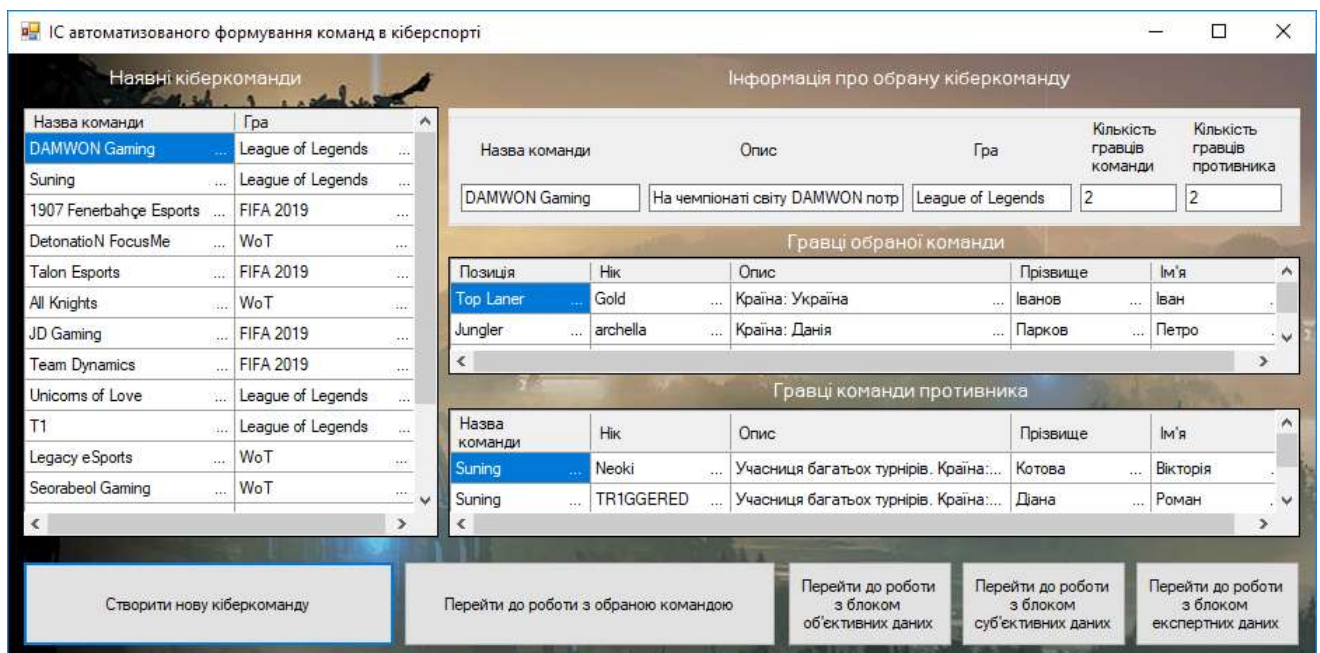 ІС автоматизованого формування команд в кіберспорті
Наявні кіберкоманди
Назва команди Гра
DAMWON Gaming ... League of Legends ...
Suning ... League of Legends ...
1907 Fenerbahçe Esports ... FIFA 2019 ...
DetonatioN FocusMe ... WoT ...
Talon Esports ... FIFA 2019 ...
All Knights ... WoT ...
JD Gaming ... FIFA 2019 ...
Team Dynamics ... FIFA 2019 ...
Unicorns of Love ... League of Legends ...
T1 ... League of Legends ...
Legacy eSports ... WoT ...
Seorabeol Gaming ... WoT ...
Інформація про обрану кіберкоманду
Назва команди Опис Гра Кількість гравців команди Кількість гравців противника
DAMWON Gaming На чемпіонаті світу DAMWON потр League of Legends 2 2
Гравці обраної команди
Позиція Нік Опис Прізвище Ім'я
Top Laner ... Gold ... Країна: Україна ... Іванов ... Іван .
Jungler ... archella ... Країна: Данія ... Парков ... Петро .
Гравці команди противника
Назва команди Нік Опис Прізвище Ім'я
Suning ... Neoki ... Учасниця багатьох турнірів. Країна:... Котова ... Вікторія .
Suning ... TR1GGERED ... Учасниця багатьох турнірів. Країна:... Діана ... Роман .
Створити нову кіберкоманду
Перейти до роботи з обраною командою
Перейти до роботи
з блоком
об'єктивних даних
Перейти до роботи
з блоком
суб'єктивних даних
Перейти до роботи
з блоком
експертних даних